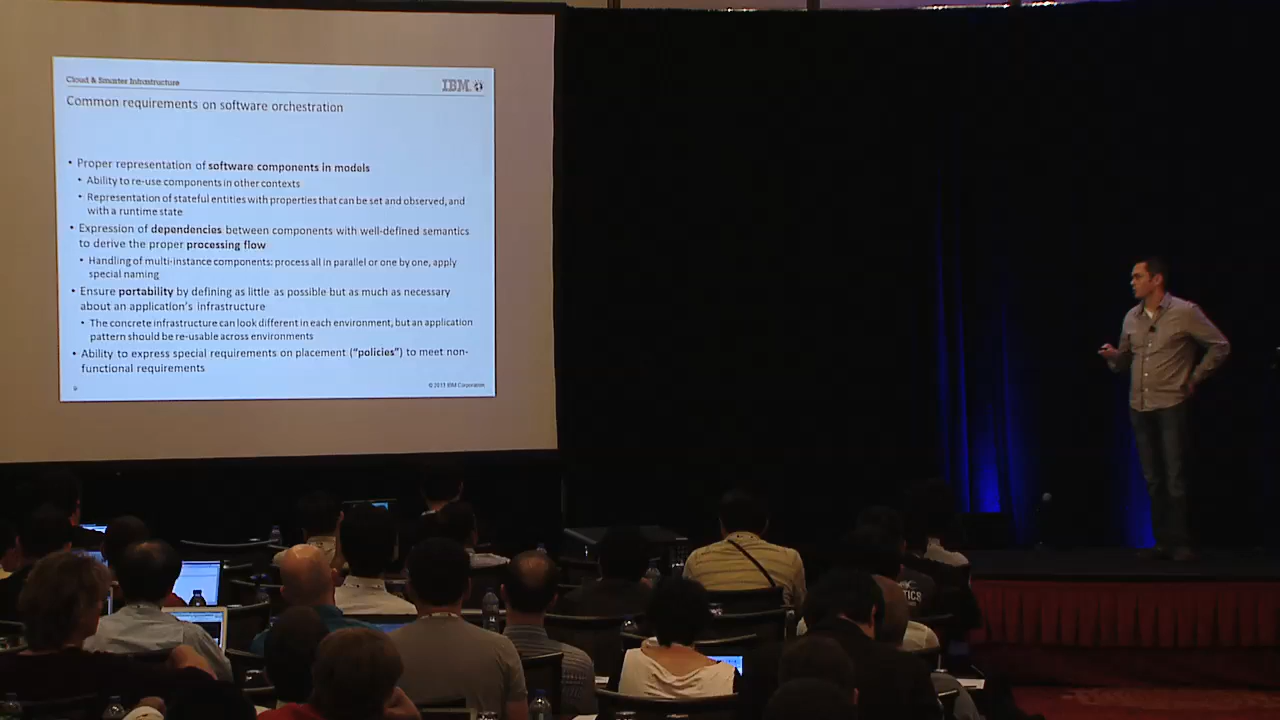 Cloud & Smarter Infrastructure
IBM
Common requirements on software orchestration
• Proper representation of software components in models
• Ability to re-use components in other contexts
• Representation of stateful entities with properties that can be set and observed, and
with a runtime state
• Expression of dependencies between components with well-defined semantics
to derive the proper processing flow
• Handling of multi-instance components: process all in parallel or one by one, apply
special naming
• Ensure portability by defining as little as possible but as much as necessary
about an application's infrastructure
• The concrete infrastructure can look different in each environment, but an application
pattern should be re-usable across environments
• Ability to express special requirements on placement ("policies") to meet non-
functional requirements
© 2013 IBM Corporation